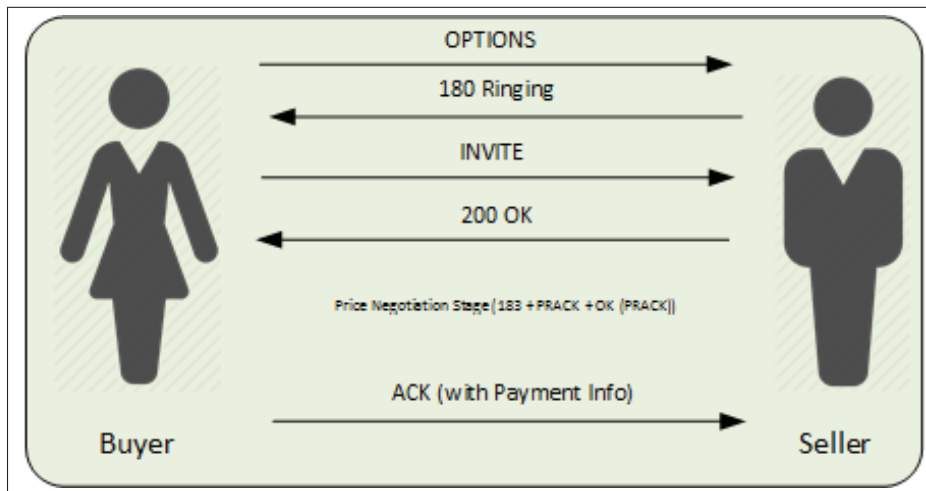 OPTIONS
180 Ringing
INVITE
200 OK
Price Negotiation Stage (183 + PRACK + OK (PRACK))
ACK (with Payment Info)
Buyer
Seller